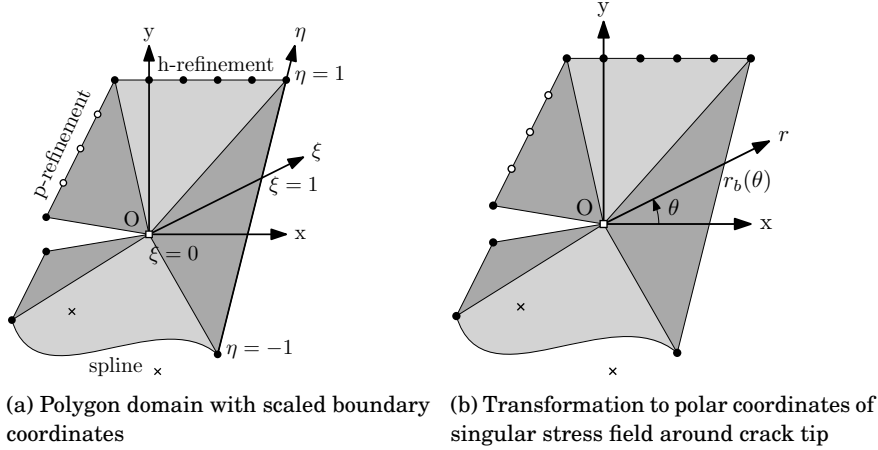 y
η
h-refinement
η = 1
p-refinement
ξ
ξ = 1
O
x
ξ = 0
η = −1
spline
(a) Polygon domain with scaled boundary
coordinates
y
r
r_b(θ)
O
θ
x
(b) Transformation to polar coordinates of
singular stress field around crack tip